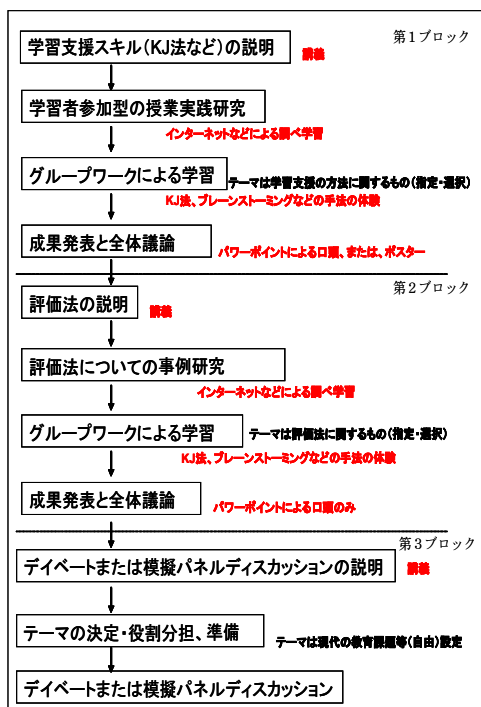 第1ブロック
学習支援スキル(KJ法など)の説明
講義
学習者参加型の授業実践研究
インターネットなどによる調べ学習
グループワークによる学習
テーマは学習支援の方法に関するもの(指定・選択)
KJ法、ブレーンストーミングなどの手法の体験
成果発表と全体議論
パワーポイントによる口頭、または、ポスター
第2ブロック
評価法の説明
講義
評価法についての事例研究
インターネットなどによる調べ学習
グループワークによる学習
テーマは評価法に関するもの(指定・選択)
KJ法、ブレーンストーミングなどの手法の体験
成果発表と全体議論
パワーポイントによる口頭のみ
第3ブロック
デイベートまたは模擬パネルディスカッションの説明
講義
テーマの決定・役割分担、準備
テーマは現代の教育課題等(自由)設定
デイベートまたは模擬パネルディスカッション